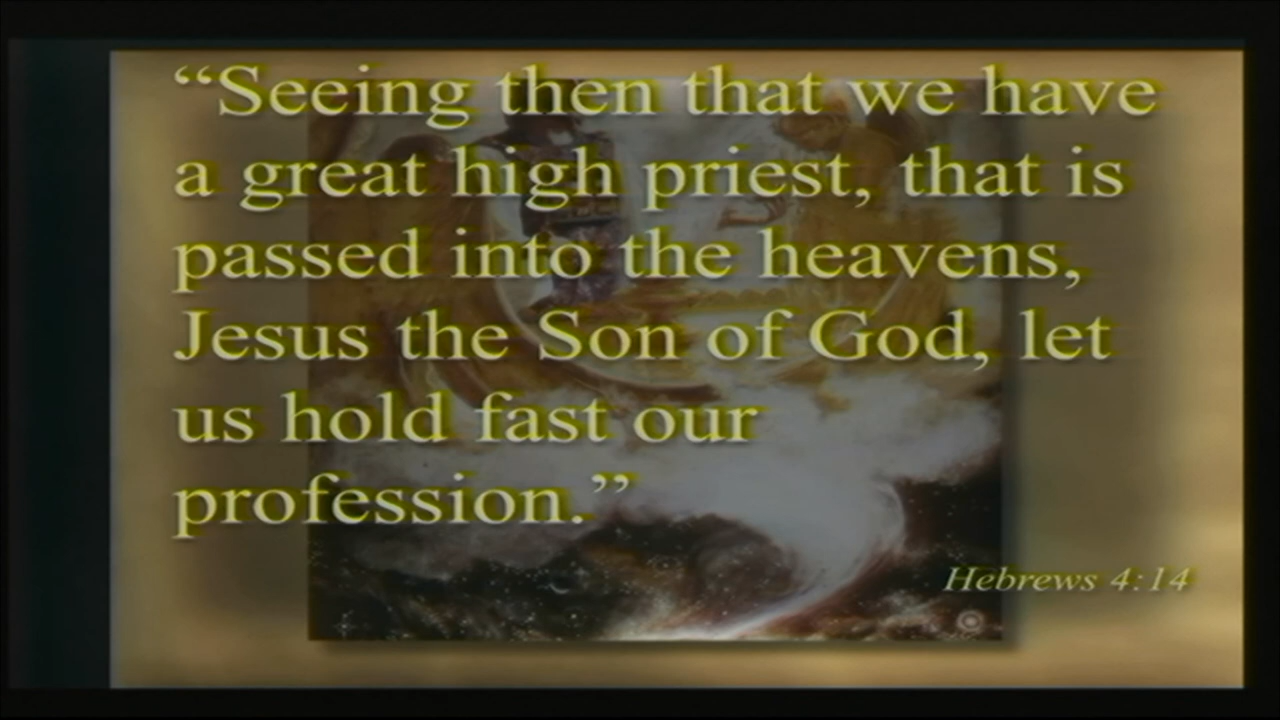 “Seeing then that we have
a great high priest, that is
passed into the heavens,
Jesus the Son of God, let
us hold fast our
profession.”
Hebrews 4:14